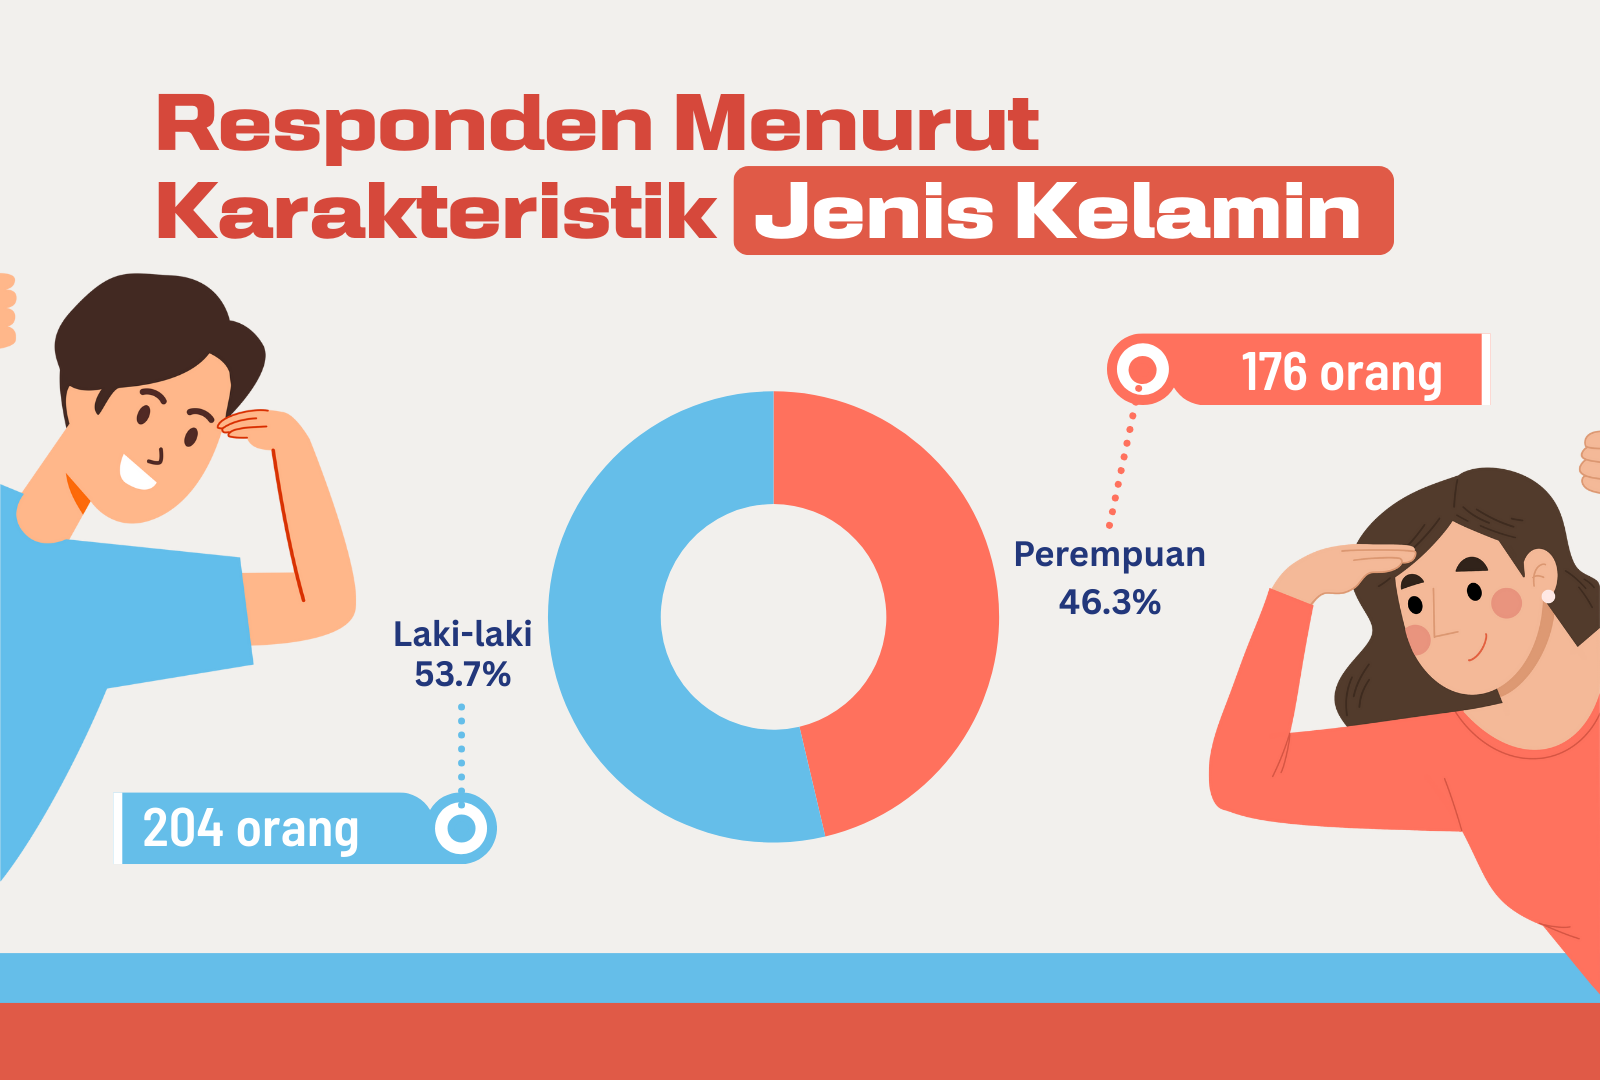 Responden Menurut
Karakteristik Jenis Kelamin
176 orang
Perempuan
46.3%
Laki-laki
53.7%
204 orang